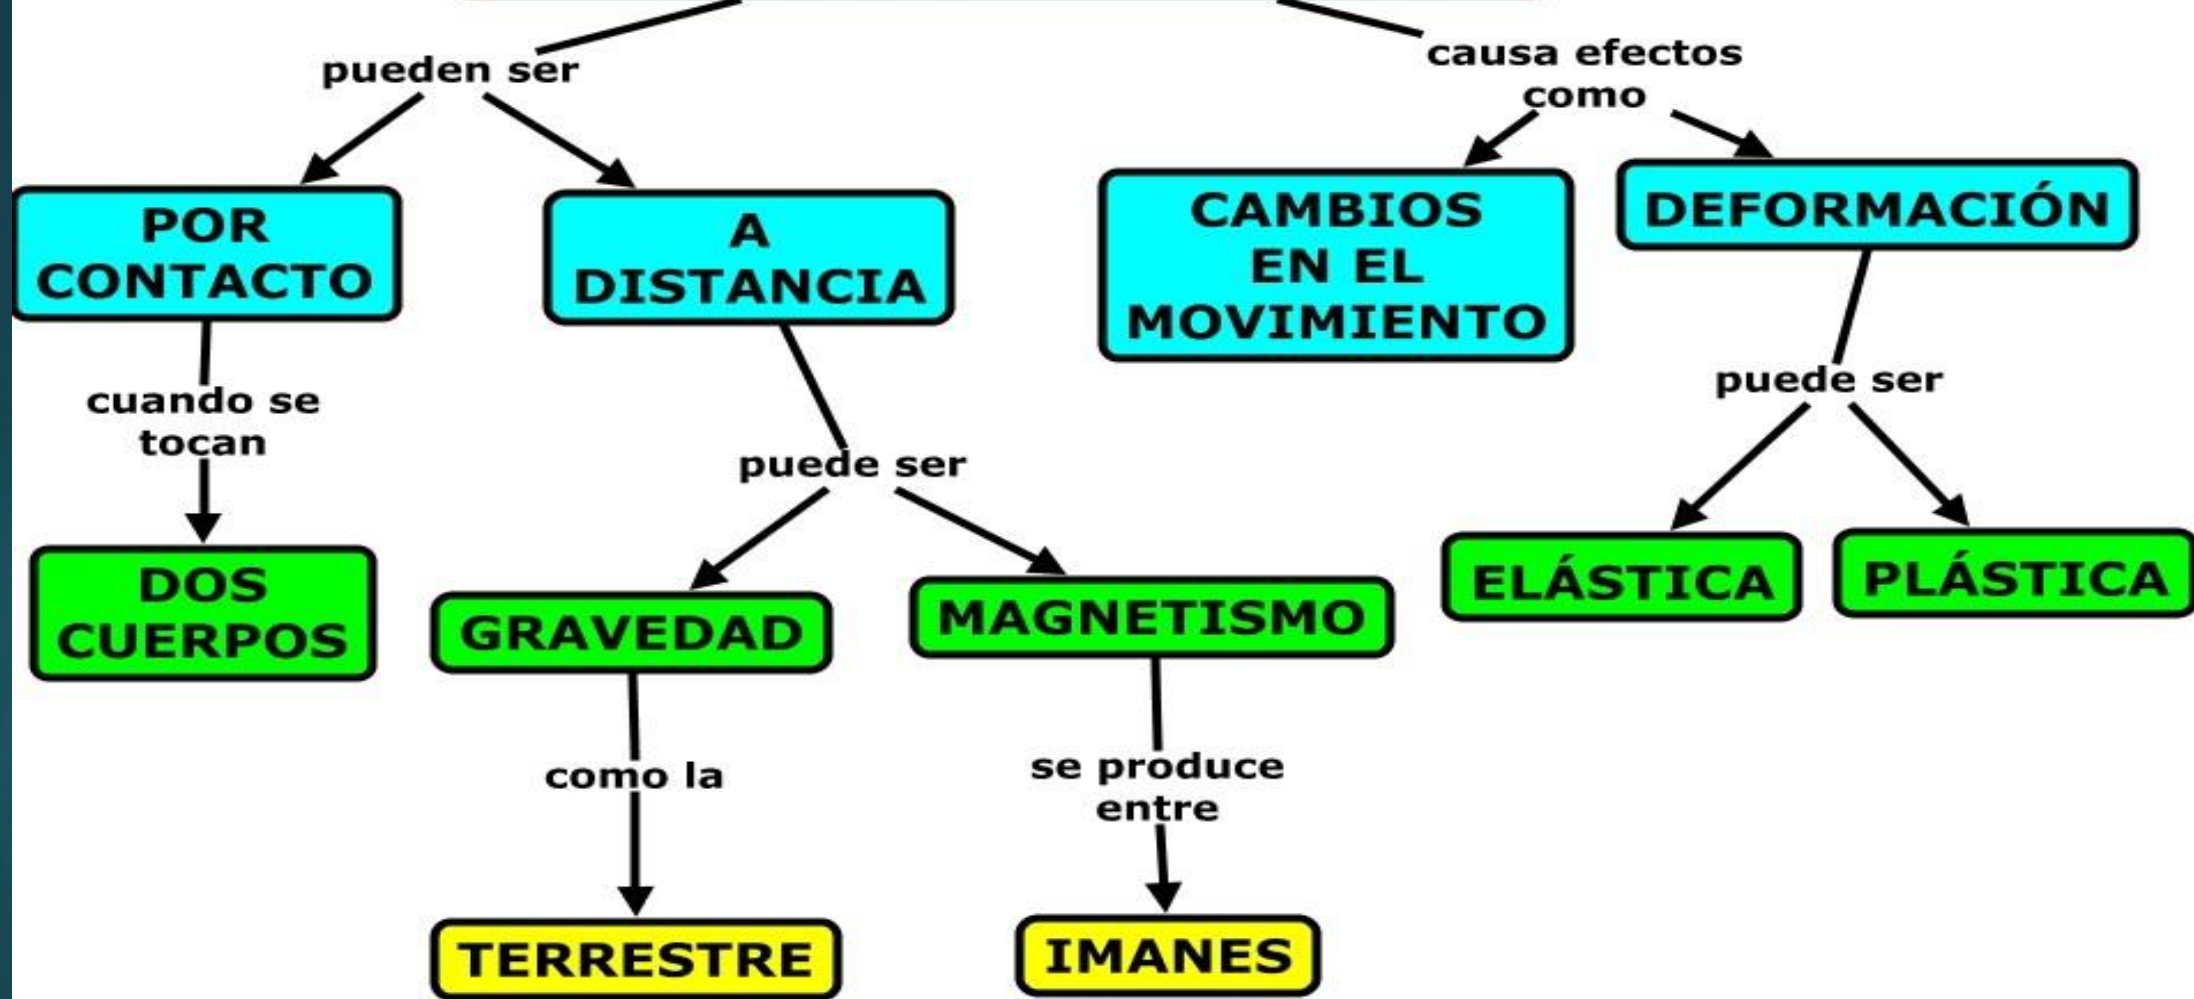 pueden ser
causa efectos
como
POR
CONTACTO
A
DISTANCIA
CAMBIOS
EN EL
MOVIMIENTO
DEFORMACIÓN
cuando se
tocan
puede ser
puede ser
DOS
CUERPOS
GRAVEDAD
MAGNETISMO
ELÁSTICA
PLÁSTICA
como la
se produce
entre
TERRESTRE
IMANES